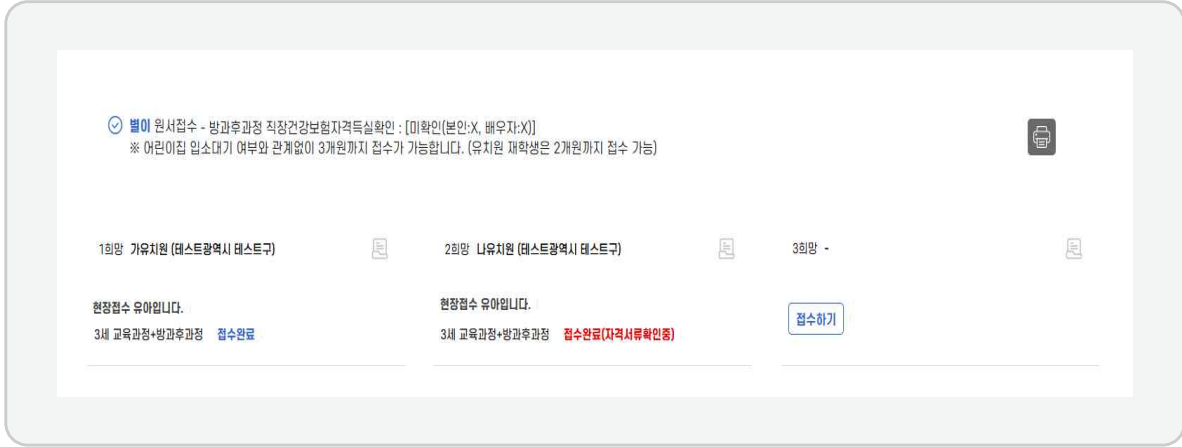 별이 원서접수 - 방과후과정 직장건강보험자격득실확인 : [미확인(본인:X, 배우자:X)]
※ 어린이집 입소대기 여부와 관계없이 3개원까지 접수가 가능합니다. (유치원 재학생은 2개원까지 접수 가능)
1희망 가유치원 (테스트광역시 테스트구)
2희망 나유치원 (테스트광역시 테스트구)
3희망 -
현장접수 유아입니다.
3세 교육과정+방과후과정 접수완료
현장접수 유아입니다.
3세 교육과정+방과후과정 접수완료(자격서류확인중)
접수하기